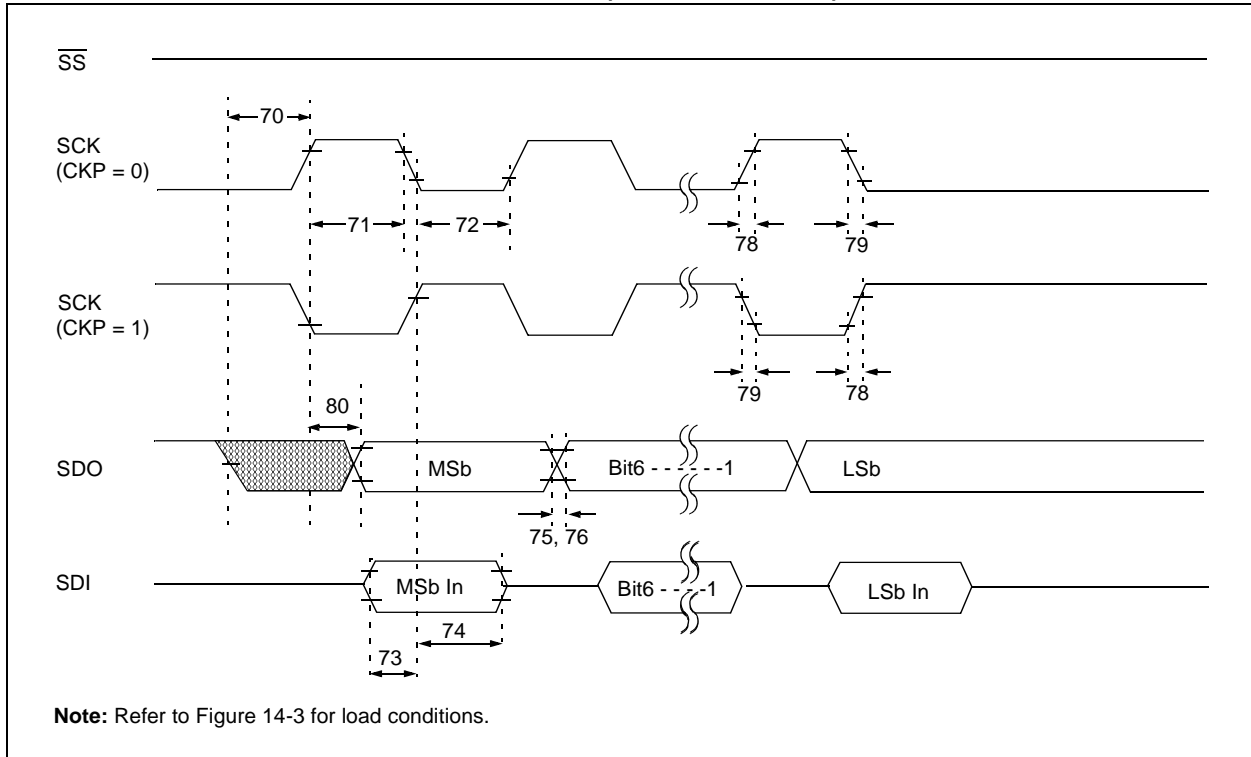 SS
70
SCK
(CKP = 0)
71
72
78
79
SCK
(CKP = 1)
79
78
80
SDO
MSb
Bit6 - - - - - -1
LSb
75, 76
SDI
MSb In
Bit6 - - - -1
LSb In
74
73
Note: Refer to Figure 14-3 for load conditions.